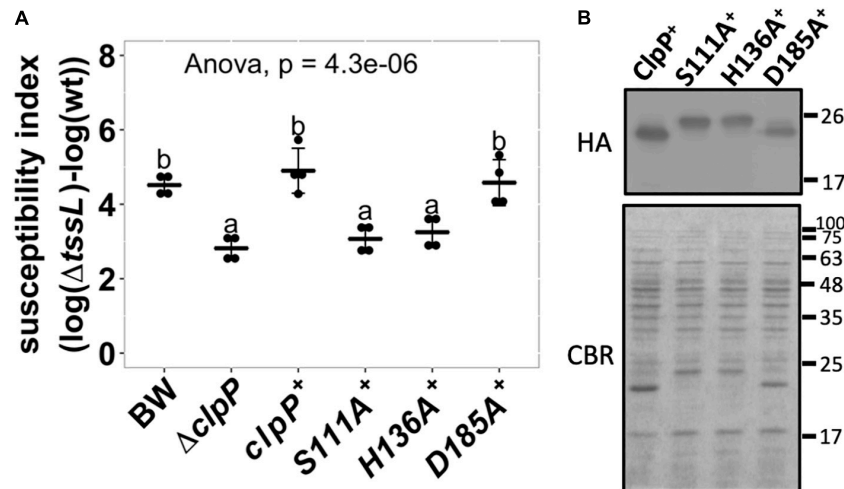 A
susceptibility index
(log(ΔtssL)-log(wt))
8
6
4
2
0
Anova, p = 4.3e-06
b
a
b
a
a
b
BW
ΔclpP
clpP+
S111A+
H136A+
D185A+
B
ClpP+
S111A+
H136A+
D185A+
HA
26
17
CBR
100
75
63
48
35
25
17